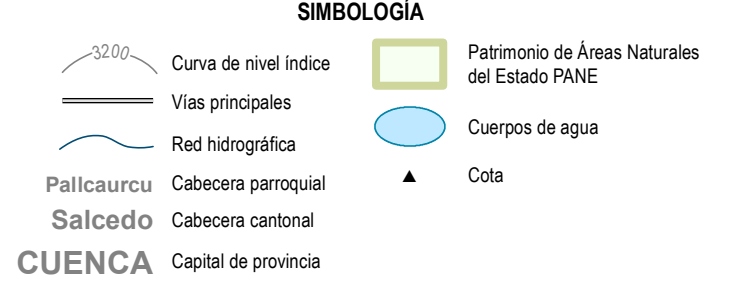 SIMBOLOGÍA
3200
Curva de nivel índice
Vías principales
Red hidrográfica
Pallcaurcu Cabecera parroquial
Salcedo Cabecera cantonal
CUENCA Capital de provincia
Patrimonio de Áreas Naturales
del Estado PANE
Cuerpos de agua
Cota